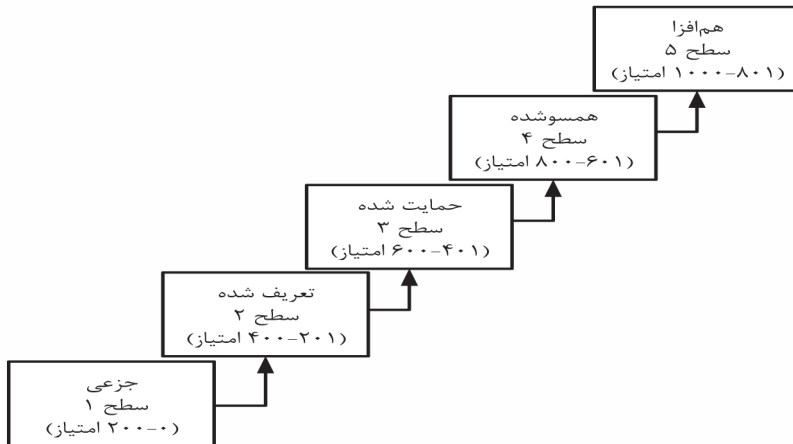 هم‌افزا
سطح ۵
(۸۰۱-۱۰۰۰ امتیاز)
همسوشده
سطح ۴
(۶۰۱-۸۰۰ امتیاز)
حمایت شده
سطح ۳
(۴۰۱-۶۰۰ امتیاز)
تعریف شده
سطح ۲
(۲۰۱-۴۰۰ امتیاز)
جزعی
سطح ۱
(۰-۲۰۰ امتیاز)